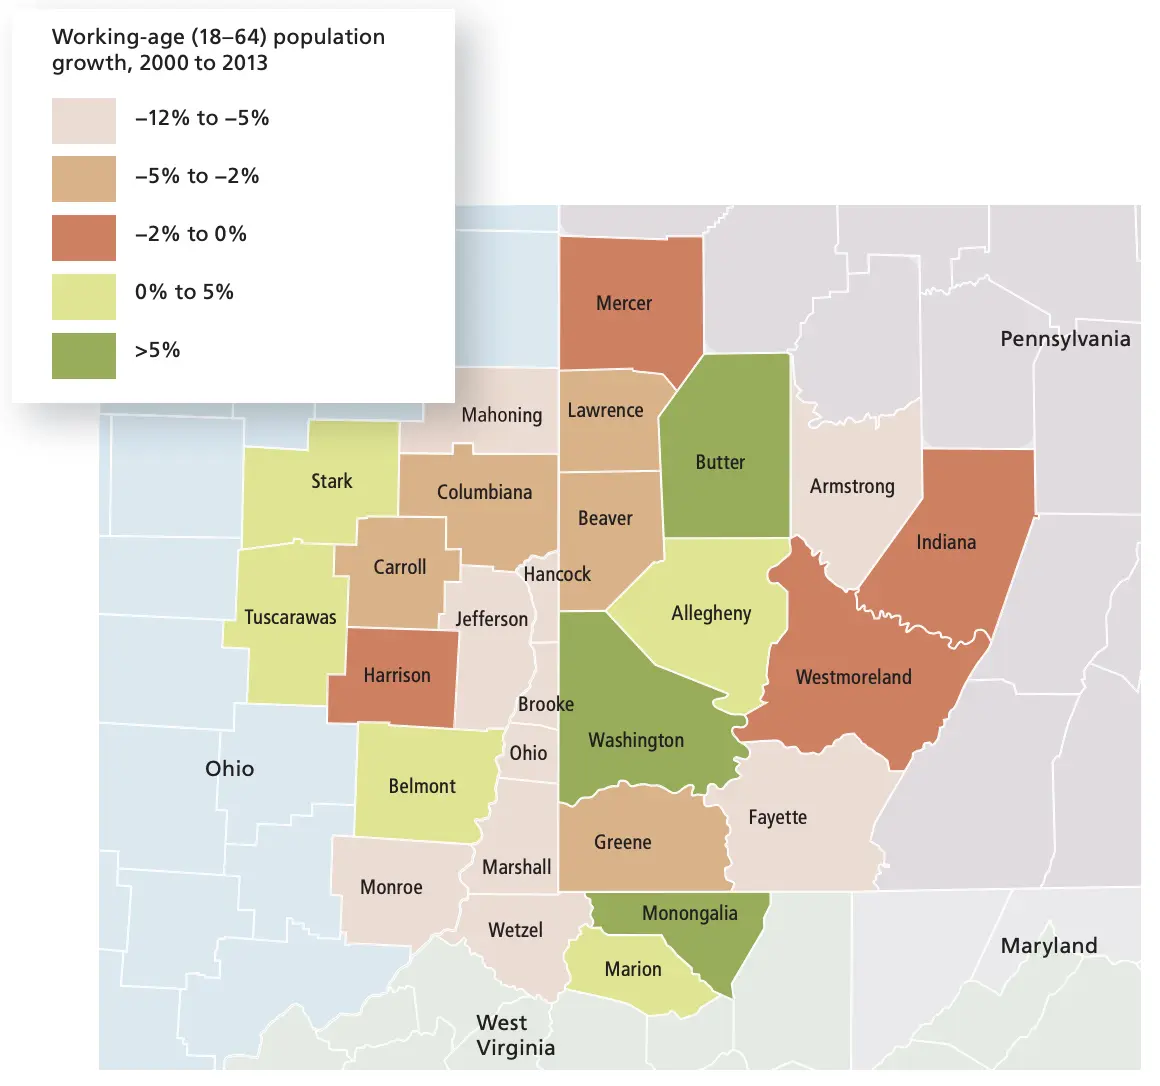 Working-age (18–64) population
growth, 2000 to 2013
–12% to –5%
–5% to –2%
–2% to 0%
0% to 5%
>5%
Mercer
Pennsylvania
Mahoning
Lawrence
Butter
Stark
Columbiana
Armstrong
Beaver
Indiana
Carroll
Hancock
Tuscarawas
Jefferson
Allegheny
Harrison
Westmoreland
Brooke
Washington
Ohio
Ohio
Belmont
Fayette
Greene
Marshall
Monroe
Monongalia
Wetzel
Maryland
Marion
West
Virginia